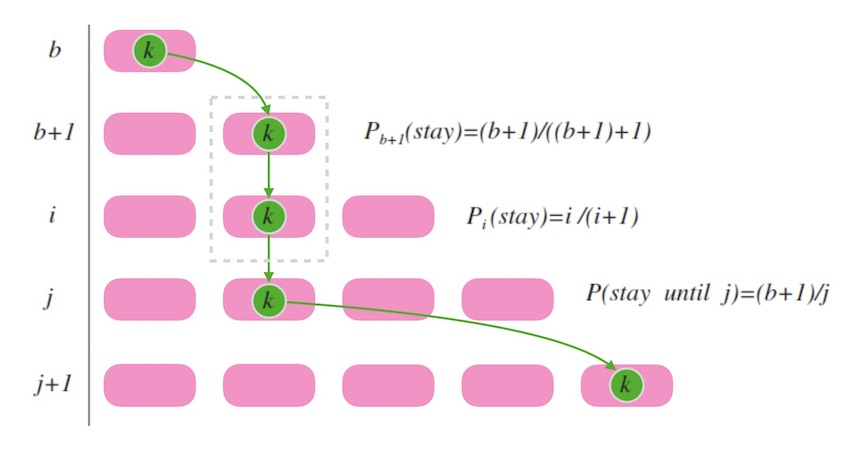 b k
b+1 k P_{b+1}(stay)=(b+1)/((b+1)+1)
i k P_i(stay)=i /(i+1)
j k P(stay until j)=(b+1)/j
j+1 k